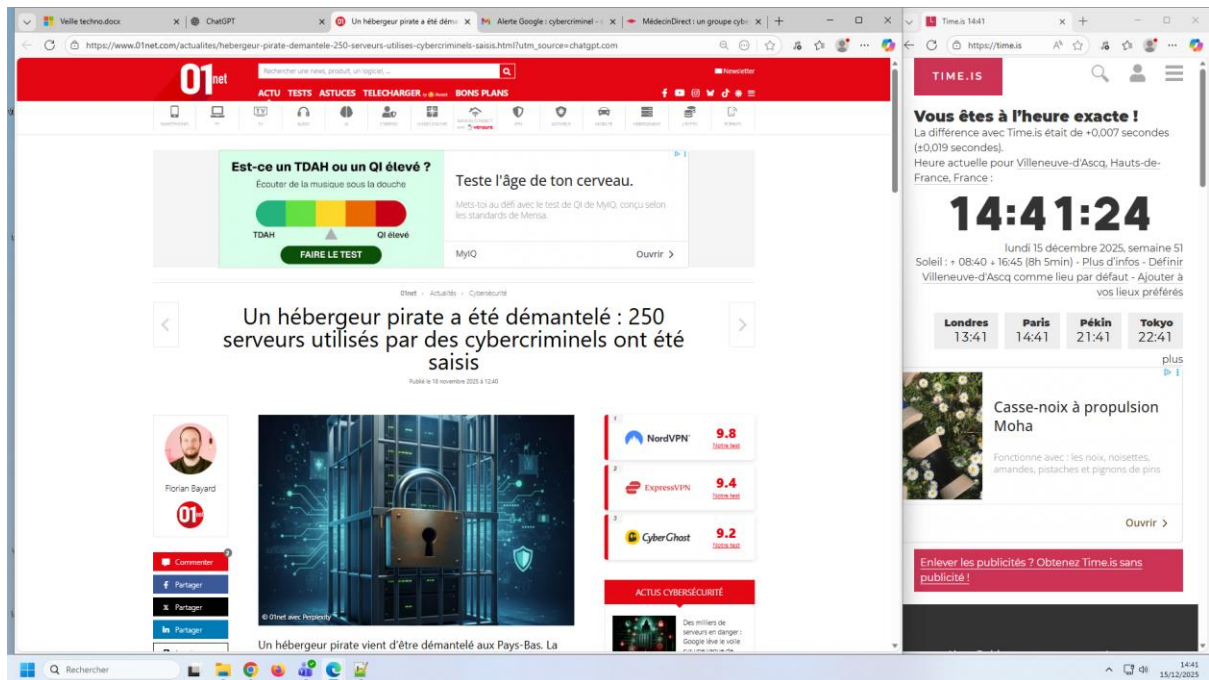 Veille techno.docx
ChatGPT
Un hébergeur pirate a été dém
Alerte Google : cybercriminel - 
MédecinDirect : un groupe cybe
https://www.01net.com/actualites/hebergeur-pirate-demantele-250-serveurs-utilises-cybercriminels-saisis.html?utm_source=chatgpt.com
01net
Rechercher une news, produit, un logiciel, ...
Newsletter
ACTU TESTS ASTUCES TELECHARGER BONS PLANS
Est-ce un TDAH ou un QI élevé ?
Écouter de la musique sous la douche
TDAH
QI élevé
FAIRE LE TEST
Teste l'âge de ton cerveau.
Mets-toi au défi avec le test de QI de MyIQ, conçu selon
les standards de Mensa.
MyIQ
Ouvrir
01net › Actualités › Cybersécurité
Un hébergeur pirate a été démantelé : 250
serveurs utilisés par des cybercriminels ont été
saisis
Publié le 18 novembre 2025 à 12:40
Florian Bayard
01
Commenter
Partager
Partager
Partager
© 01net avec Perplexity
Un hébergeur pirate vient d'être démantelé aux Pays-Bas. La
1
NordVPN
9.8
Notre test
2
ExpressVPN
9.4
Notre test
3
CyberGhost
9.2
Notre test
ACTUS CYBERSÉCURITÉ
Des milliers de
serveurs en danger :
Google lève le voile
Time.is 14:41
https://time.is
TIME.IS
Vous êtes à l'heure exacte !
La différence avec Time.is était de +0,007 secondes
(±0,019 secondes).
Heure actuelle pour Villeneuve-d'Ascq, Hauts-de-
France, France :
14:41:24
lundi 15 décembre 2025, semaine 51
Soleil : ↑ 08:40 ↓ 16:45 (8h 5min) - Plus d'infos - Définir
Villeneuve-d'Ascq comme lieu par défaut - Ajouter à
vos lieux préférés
Londres Paris Pékin Tokyo
13:41 14:41 21:41 22:41
plus
Casse-noix à propulsion
Moha
Fonctionne avec : les noix, noisettes,
amandes, pistaches et pignons de pins
Ouvrir
Enlever les publicités ? Obtenez Time.is sans
publicité !
Rechercher
14:41
15/12/2025